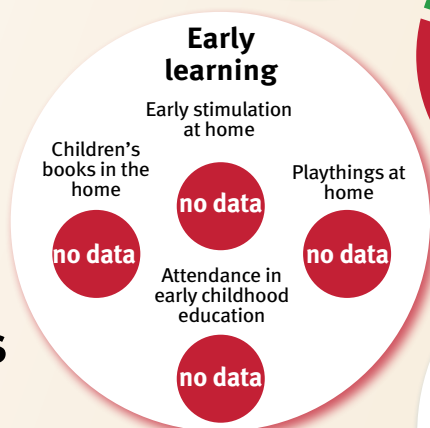 Early
learning
Early stimulation
at home
Children’s
books in the
home
Playthings at
home
no data
no data
no data
Attendance in
early childhood
education
s
no data